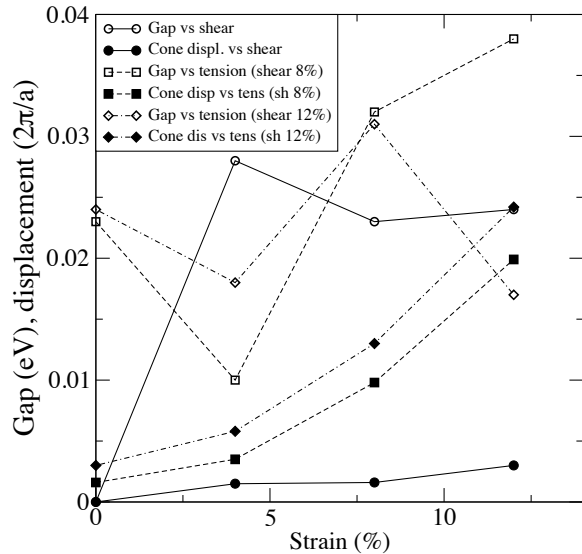 0.04
0.03
0.02
0.01
0
Gap (eV), displacement (2π/a)
Gap vs shear
Cone displ. vs shear
Gap vs tension (shear 8%)
Cone disp vs tens (sh 8%)
Gap vs tension (shear 12%)
Cone dis vs tens (sh 12%)
0 5 10
Strain (%)